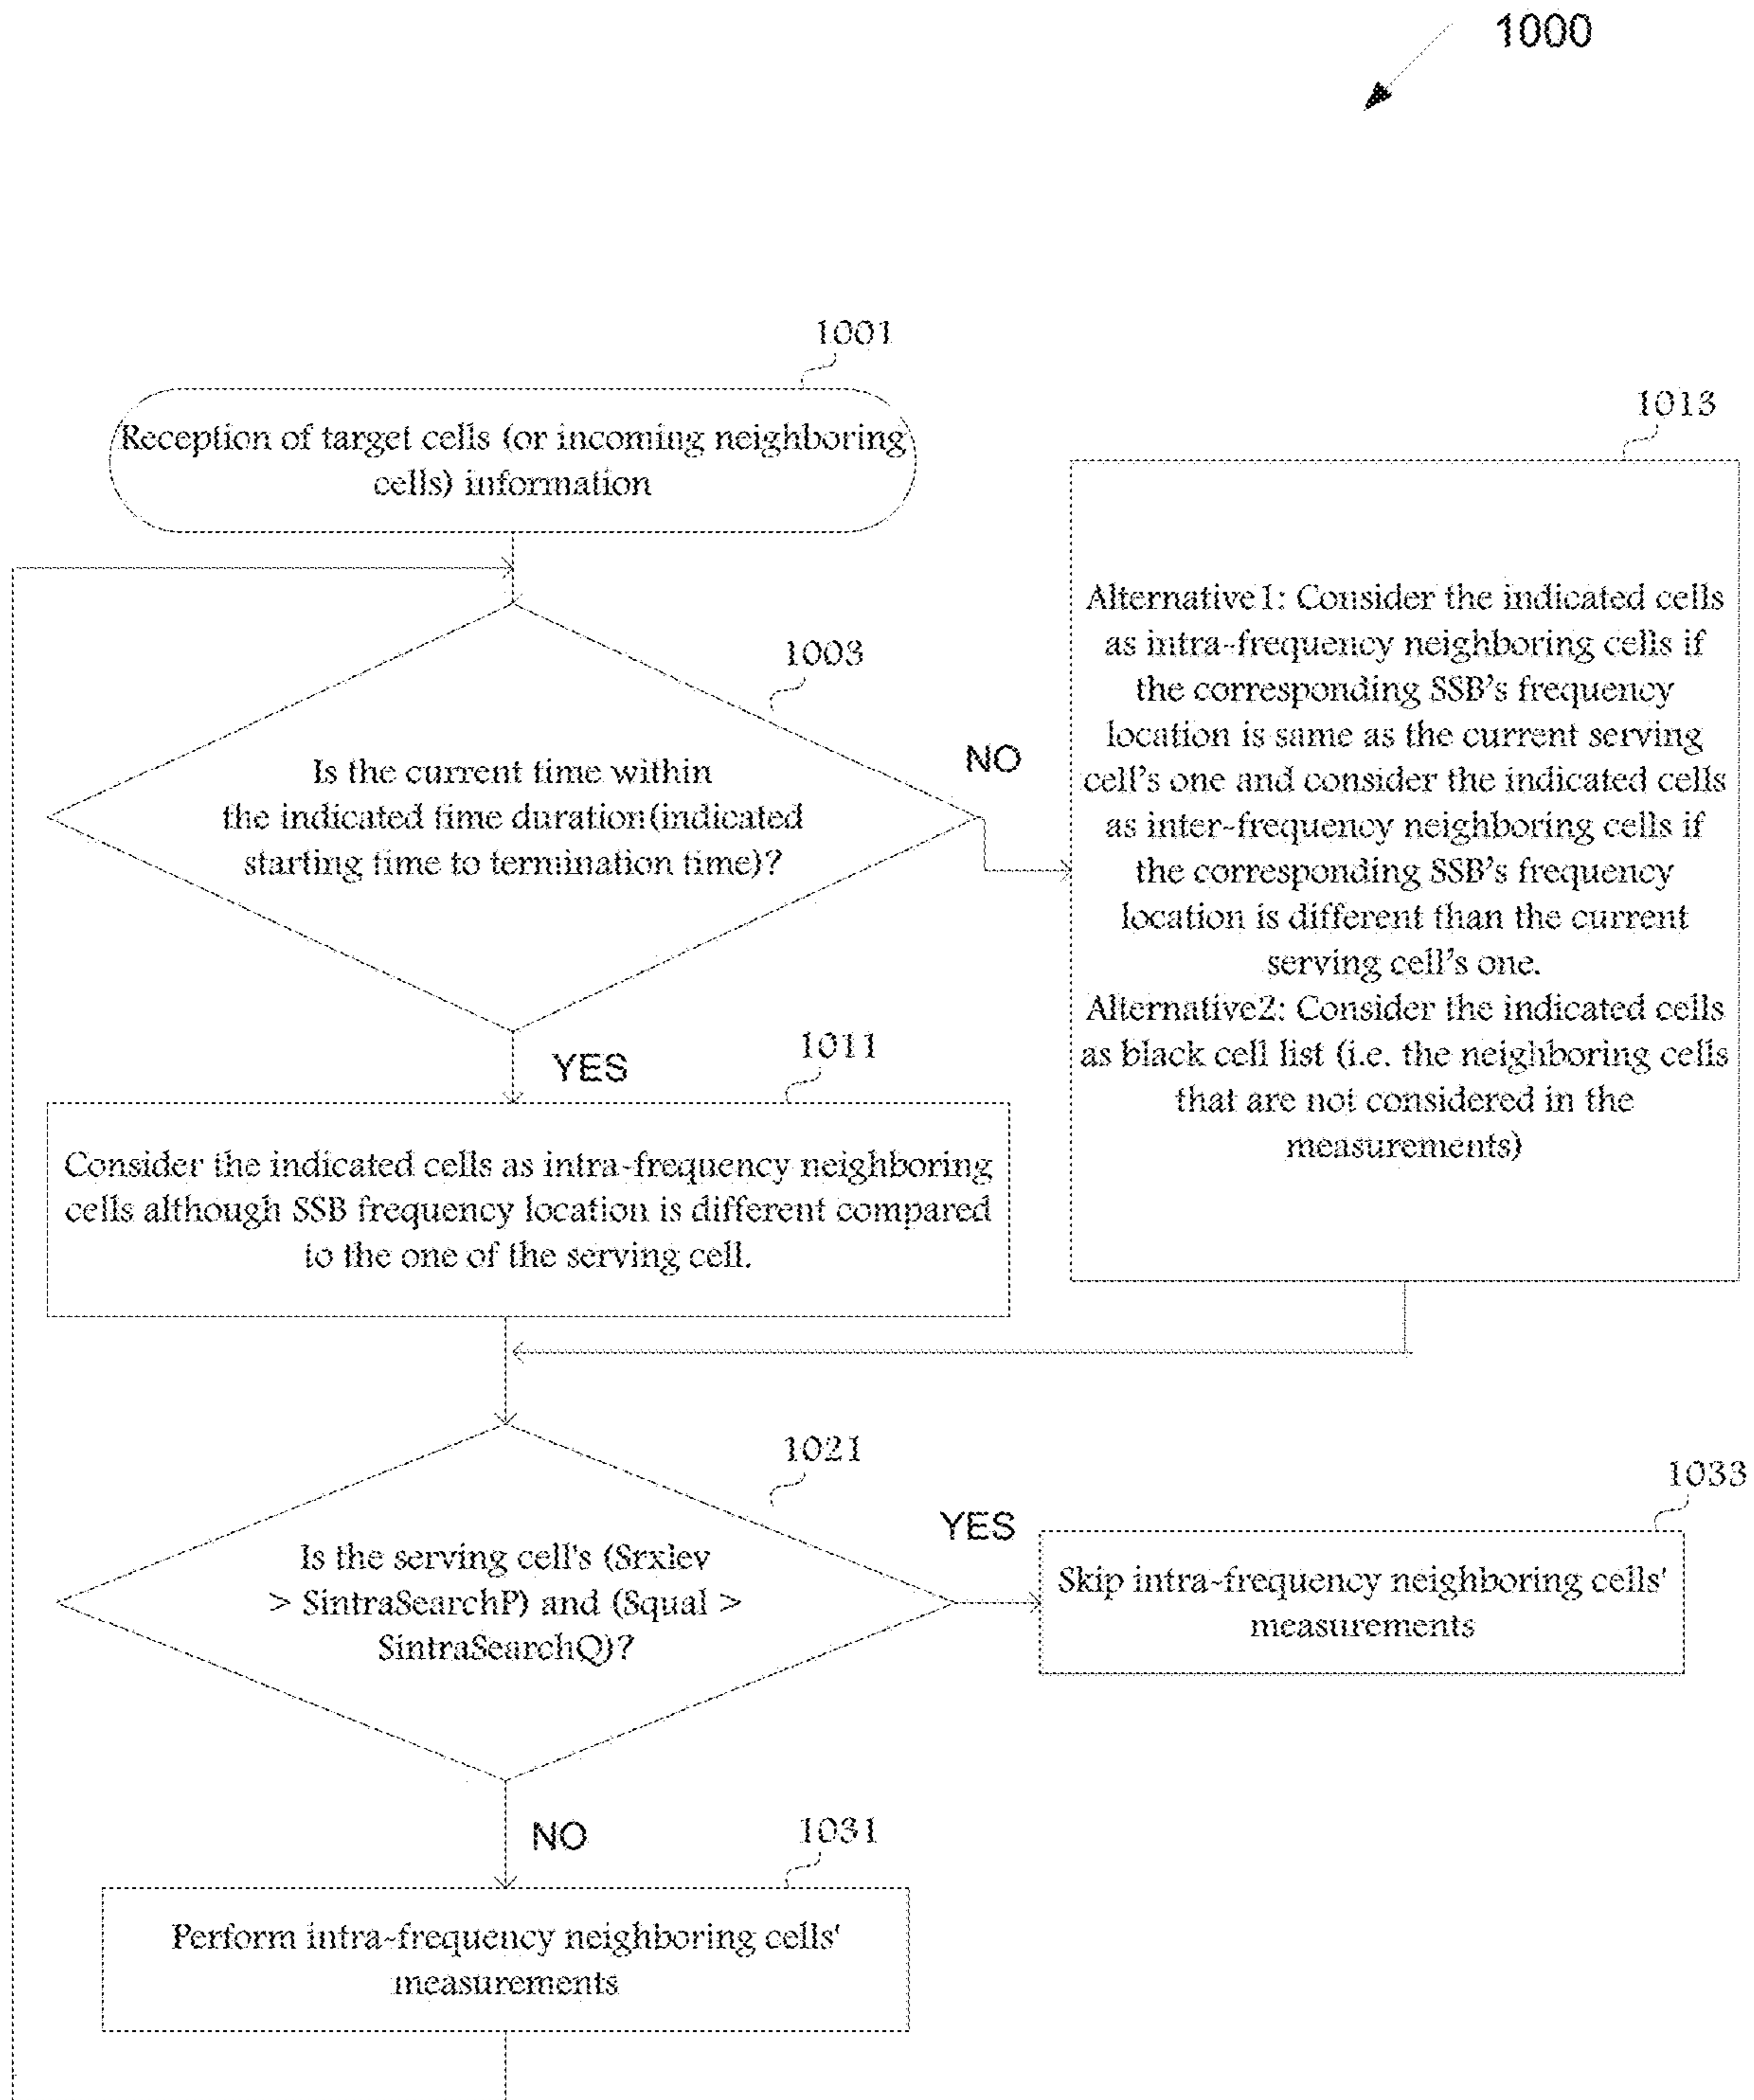 1000
1001
Reception of target cells (or incoming neighboring
cells) information
1013
Alternative1: Consider the indicated cells
as intra-frequency neighboring cells if
the corresponding SSB's frequency
location is same as the current serving
cell's one and consider the indicated cells
as inter-frequency neighboring cells if
the corresponding SSB's frequency
location is different than the current
serving cell's one.
Alternative2: Consider the indicated cells
as black cell list (i.e. the neighboring cells
that are not considered in the
measurements)
1003
Is the current time within
the indicated time duration(indicated
starting time to termination time)?
NO
YES
1011
Consider the indicated cells as intra-frequency neighboring
cells although SSB frequency location is different compared
to the one of the serving cell.
1021
Is the serving cell's (Srxlev
> SintraSearchP) and (Squal >
SintraSearchQ)?
YES
1033
Skip intra-frequency neighboring cells'
measurements
NO
1031
Perform intra-frequency neighboring cells'
measurements